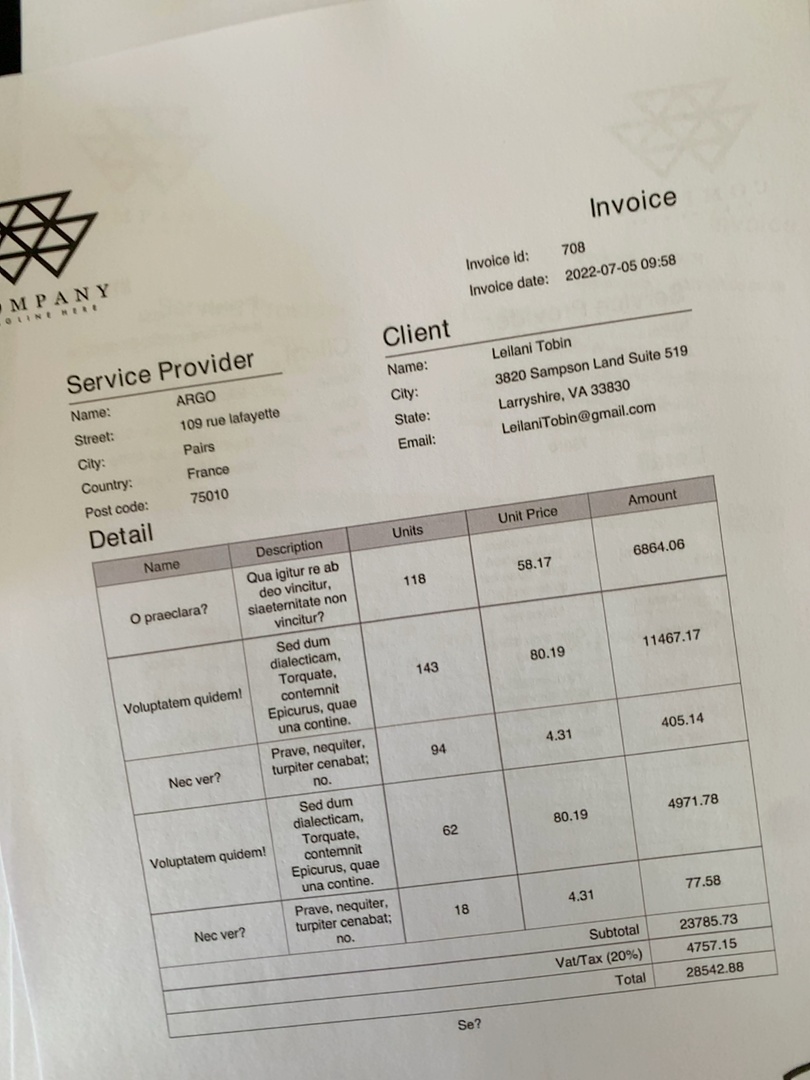 OMPANY
GLINE HERE
Invoice
Invoice id: 708
Invoice date: 2022-07-05 09:58
Service Provider
Name: ARGO
Street: 109 rue lafayette
City: Pairs
Country: France
Post code: 75010
Client
Name: Leilani Tobin
City: 3820 Sampson Land Suite 519
State: Larryshire, VA 33830
Email: LeilaniTobin@gmail.com
Detail
Name Description Units Unit Price Amount
O praeclara? Qua igitur re ab
deo vincitur,
siaeternitate non
vincitur? 118 58.17 6864.06
Voluptatem quidem! Sed dum
dialecticam,
Torquate,
contemnit
Epicurus, quae
una contine. 143 80.19 11467.17
Nec ver? Prave, nequiter,
turpiter cenabat;
no. 94 4.31 405.14
Voluptatem quidem! Sed dum
dialecticam,
Torquate,
contemnit
Epicurus, quae
una contine. 62 80.19 4971.78
Nec ver? Prave, nequiter,
turpiter cenabat;
no. 18 4.31 77.58
Subtotal 23785.73
Vat/Tax (20%) 4757.15
Total 28542.88
Se?